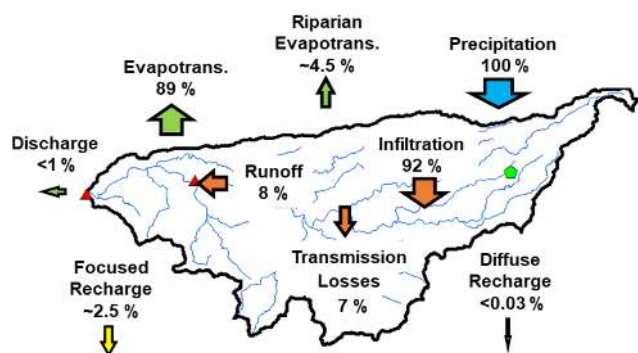 Riparian
Evapotrans.
~4.5 %
Precipitation
100 %
Evapotrans.
89 %
Discharge
<1 %
Infiltration
92 %
Runoff
8 %
Transmission
Losses
7 %
Focused
Recharge
~2.5 %
Diffuse
Recharge
<0.03 %